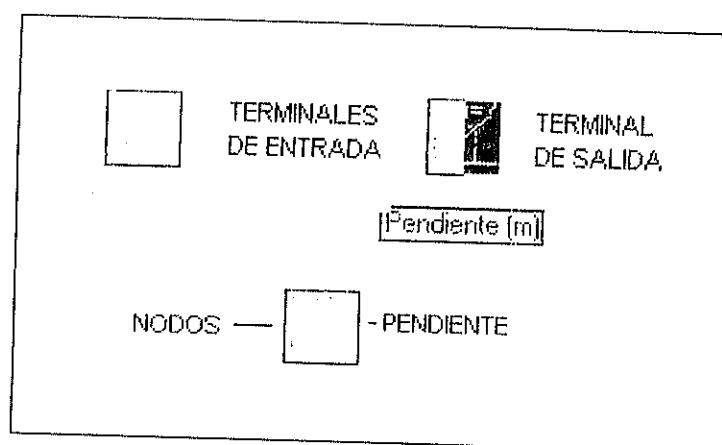 TERMINALES
DE ENTRADA
TERMINAL
DE SALIDA
Pendiente (m)
NODOS
PENDIENTE